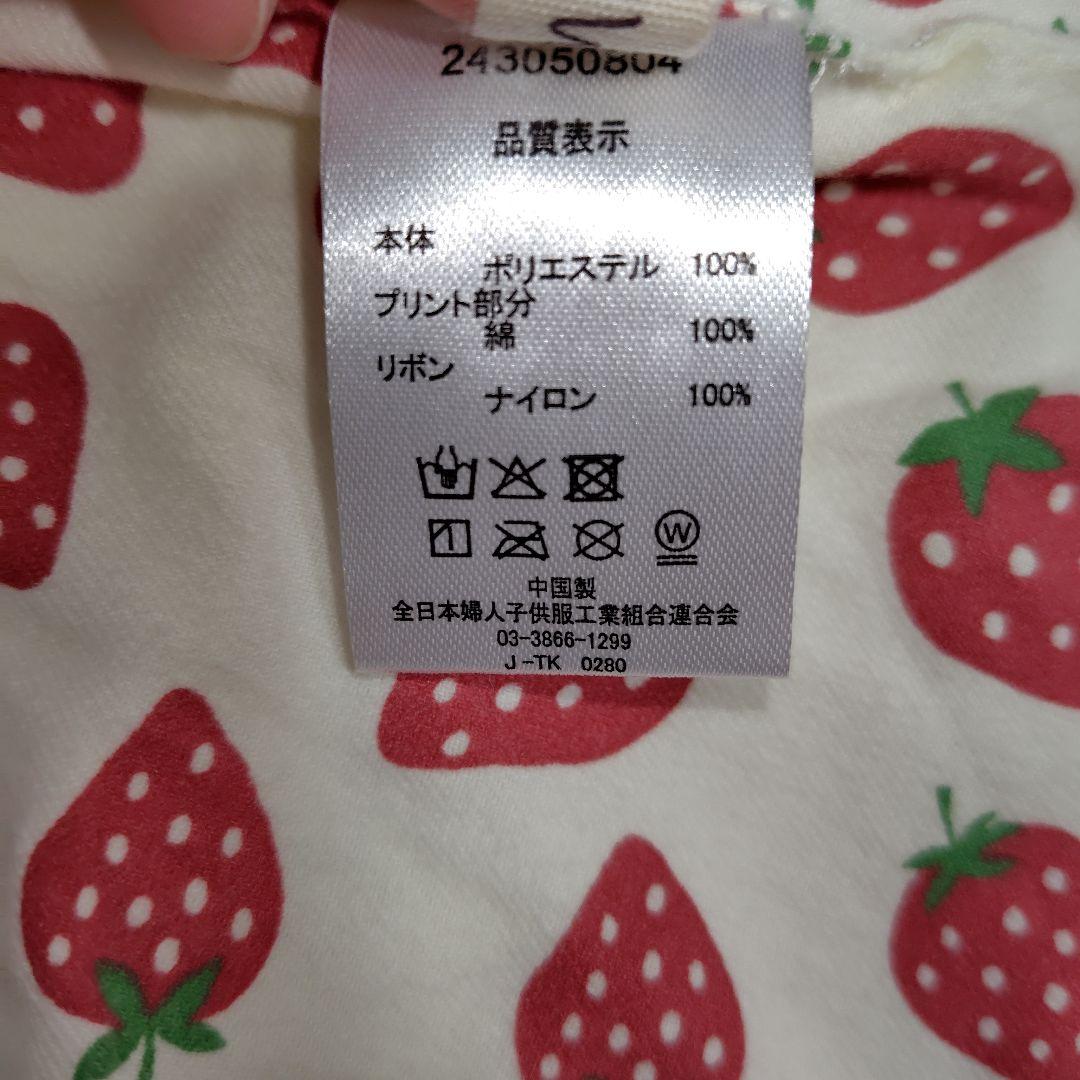 243050804
品質表示
本体
ポリエステル 100%
プリント部分
綿 100%
リボン
ナイロン 100%
W
中国製
全日本婦人子供服工業組合連合会
03-3866-1299
J-TK 0280